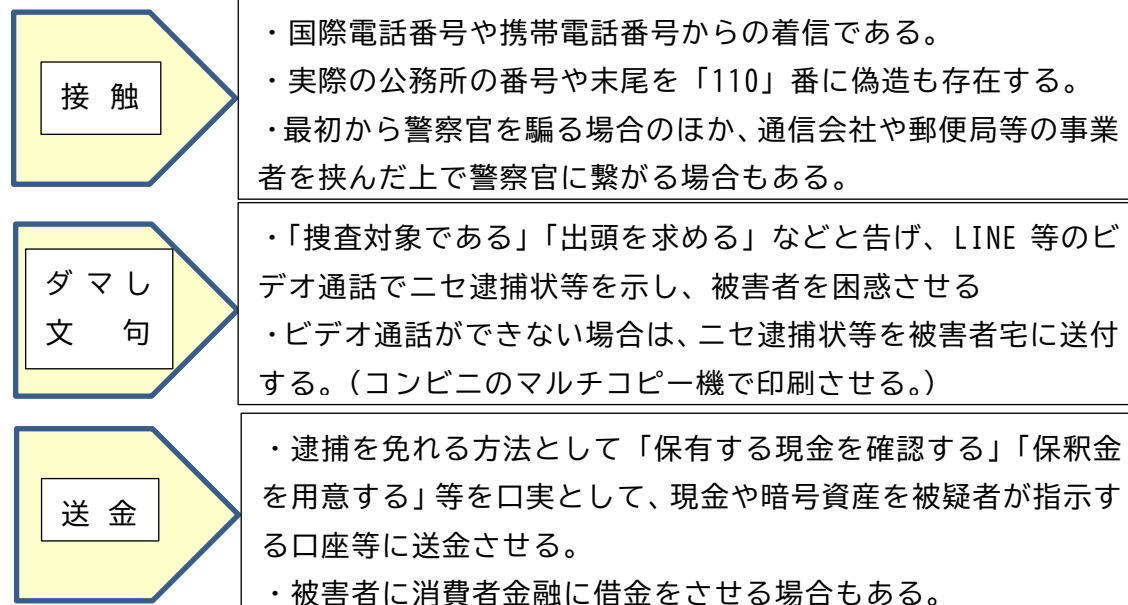 接触
・国際電話番号や携帯電話番号からの着信である。
・実際の公務所の番号や末尾を「110」番に偽造も存在する。
・最初から警察官を騙る場合のほか、通信会社や郵便局等の事業
者を挟んだ上で警察官に繋がる場合もある。
ダマし
文句
・「捜査対象である」「出頭を求める」などと告げ、LINE 等のビ
デオ通話でニセ逮捕状等を示し、被害者を困惑させる
・ビデオ通話ができない場合は、ニセ逮捕状等を被害者宅に送付
する。(コンビニのマルチコピー機で印刷させる。)
送金
・逮捕を免れる方法として「保有する現金を確認する」「保釈金
を用意する」等を口実として、現金や暗号資産を被疑者が指示す
る口座等に送金させる。
・被害者に消費者金融に借金をさせる場合もある。